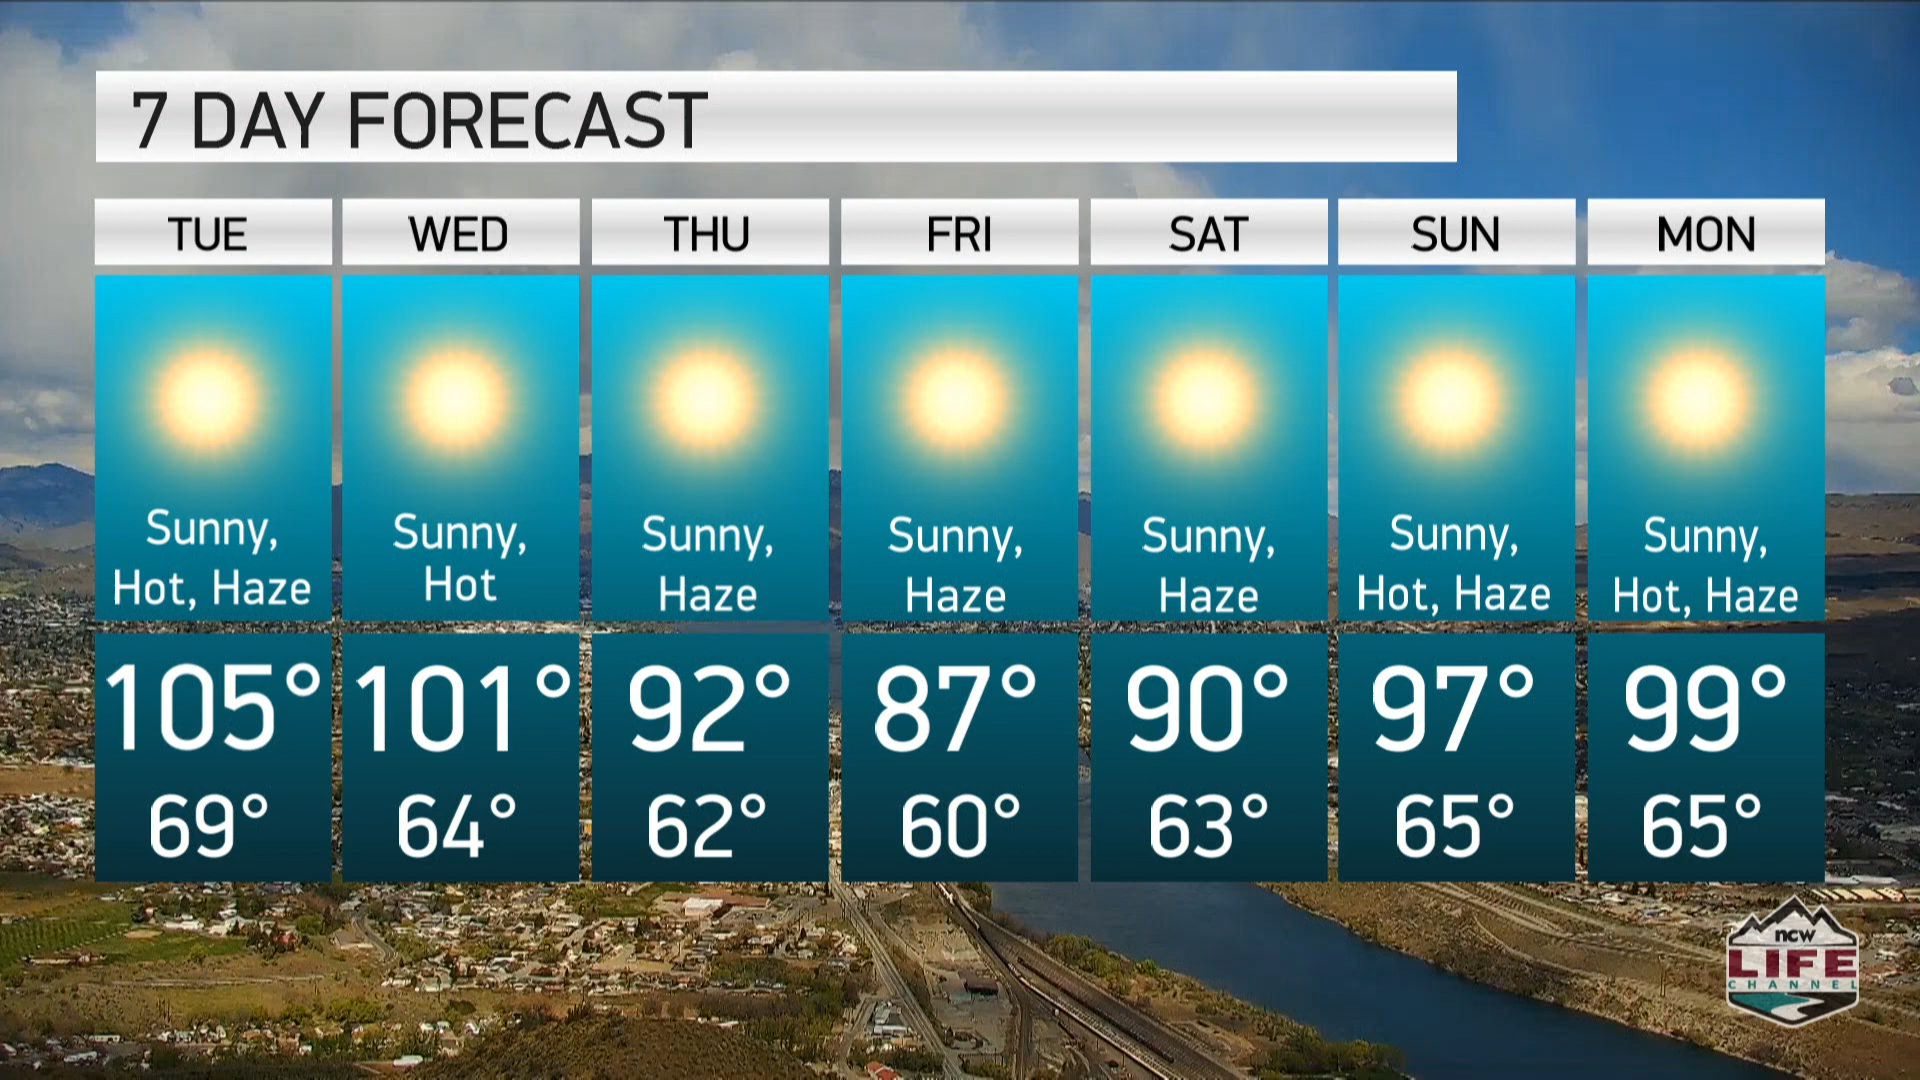 7 DAY FORECAST
TUE WED THU FRI SAT SUN MON
Sunny, Sunny, Sunny, Sunny, Sunny, Sunny, Sunny,
Hot, Haze Hot Haze Haze Haze Hot, Haze Hot, Haze
105° 101° 92° 87° 90° 97° 99°
69° 64° 62° 60° 63° 65° 65°
ncw
LIFE
CHANNEL